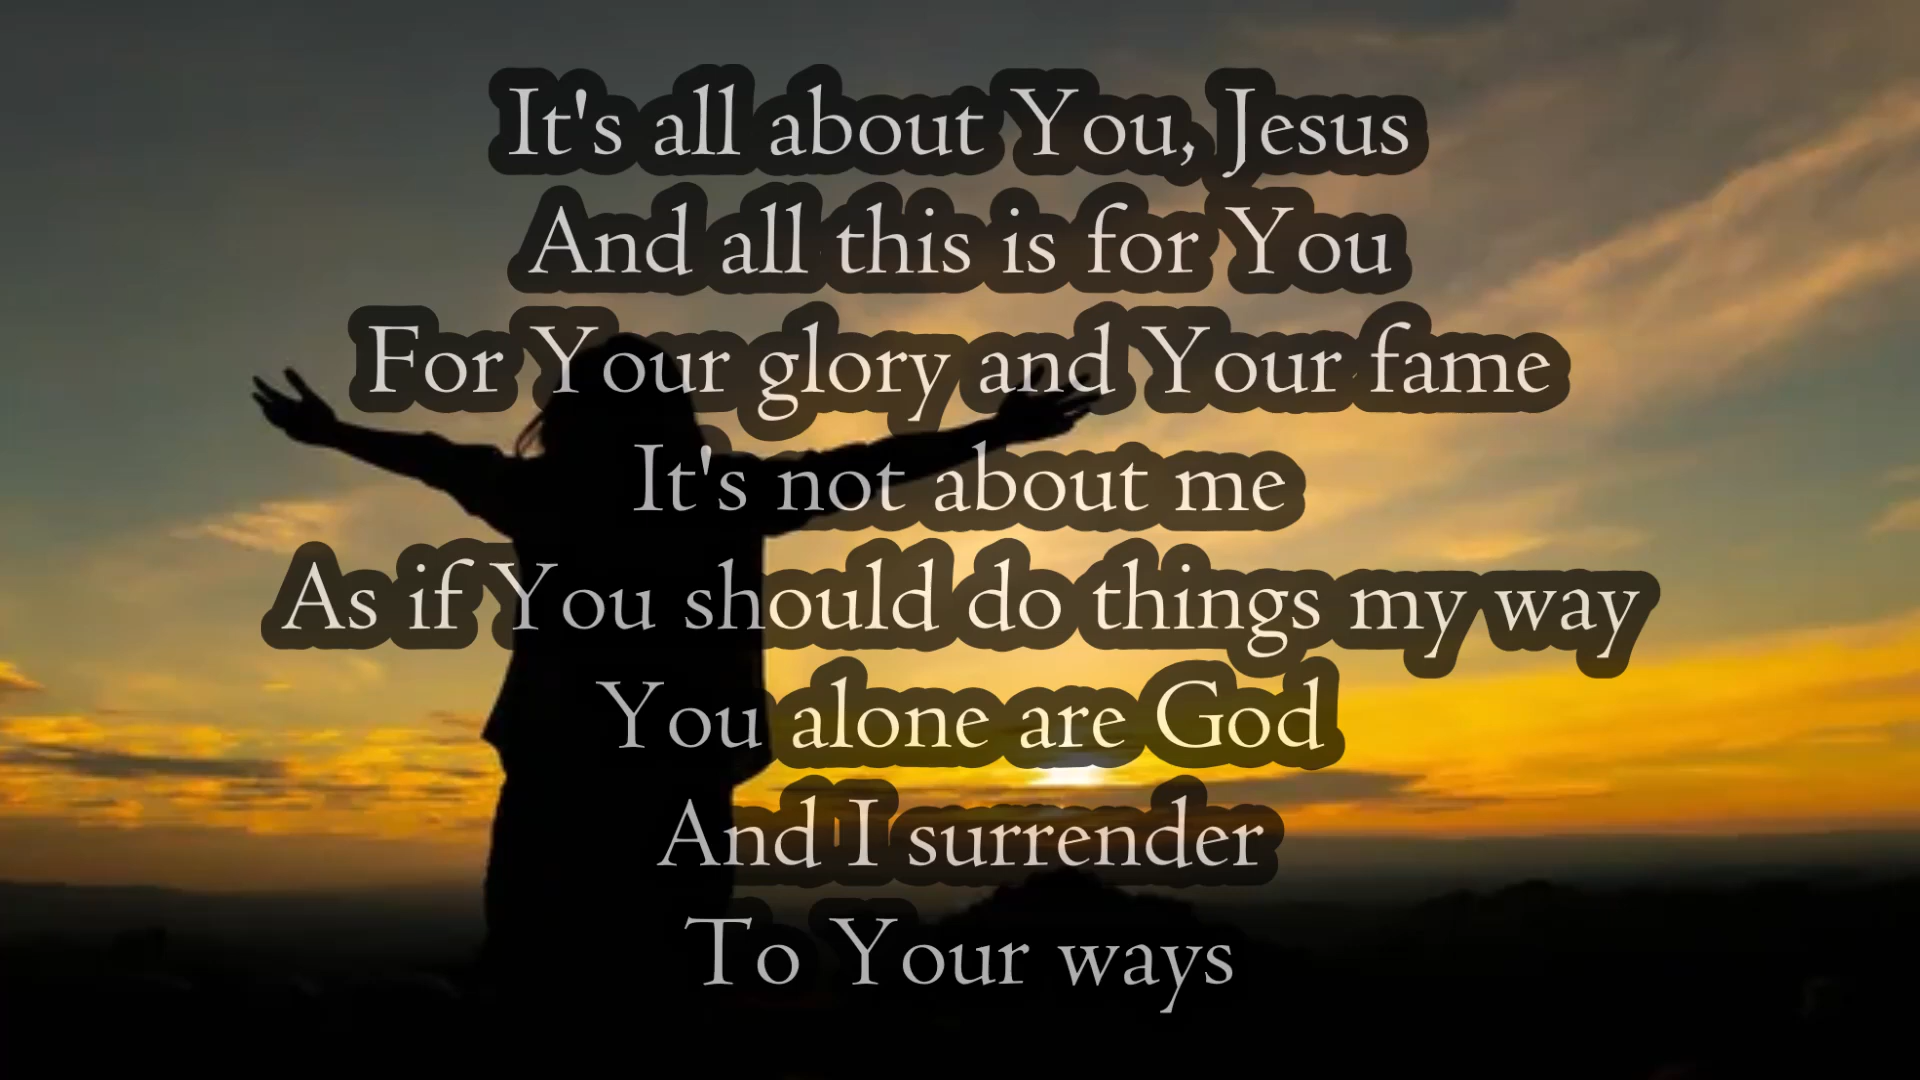 It's all about You, Jesus
And all this is for You
For Your glory and Your fame
It's not about me
As if You should do things my way
You alone are God
And I surrender
To Your ways